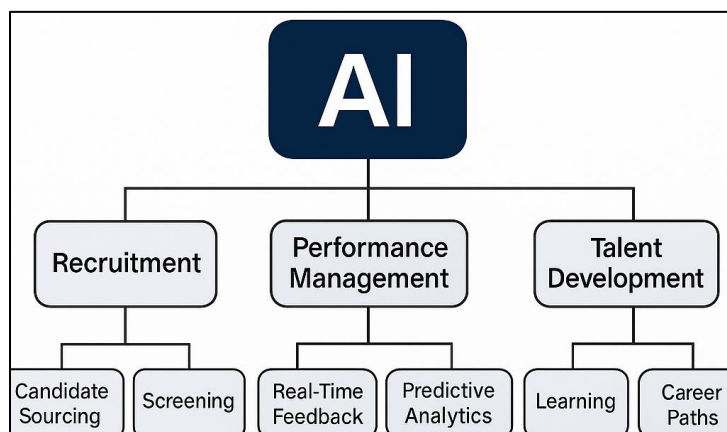 AI
Recruitment
Performance
Management
Talent
Development
Candidate
Sourcing
Screening
Real-Time
Feedback
Predictive
Analytics
Learning
Career
Paths